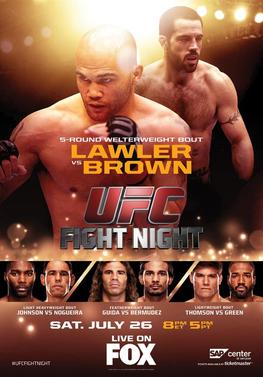 5-ROUND WELTERWEIGHT BOUT
LAWLER
VS
BROWN
UFC
FIGHT NIGHT
LIGHT HEAVYWEIGHT BOUT
JOHNSON VS NOGUEIRA
FEATHERWEIGHT BOUT
GUIDA VS BERMUDEZ
LIGHTWEIGHT BOUT
THOMSON VS GREEN
SAT. JULY 26 8PM ET 5PM PT
LIVE ON
FOX
#UFCFIGHTNIGHT
SAP center
ticketmaster